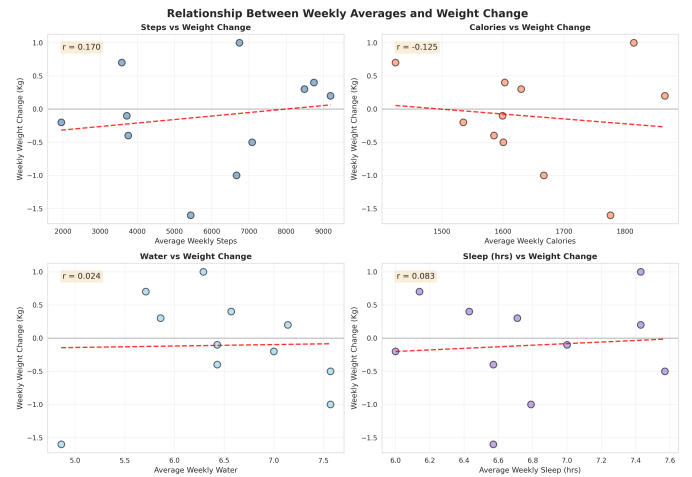 Relationship Between Weekly Averages and Weight Change
Steps vs Weight Change
r = 0.170
1.0
0.5
0.0
−0.5
−1.0
−1.5
Weekly Weight Change (Kg)
2000 3000 4000 5000 6000 7000 8000 9000
Average Weekly Steps
Calories vs Weight Change
r = -0.125
1.0
0.5
0.0
−0.5
−1.0
−1.5
Weekly Weight Change (Kg)
1500 1600 1700 1800
Average Weekly Calories
Water vs Weight Change
r = 0.024
1.0
0.5
0.0
−0.5
−1.0
−1.5
Weekly Weight Change (Kg)
5.0 5.5 6.0 6.5 7.0 7.5
Average Weekly Water
Sleep (hrs) vs Weight Change
r = 0.083
1.0
0.5
0.0
−0.5
−1.0
−1.5
Weekly Weight Change (Kg)
6.0 6.2 6.4 6.6 6.8 7.0 7.2 7.4 7.6
Average Weekly Sleep (hrs)